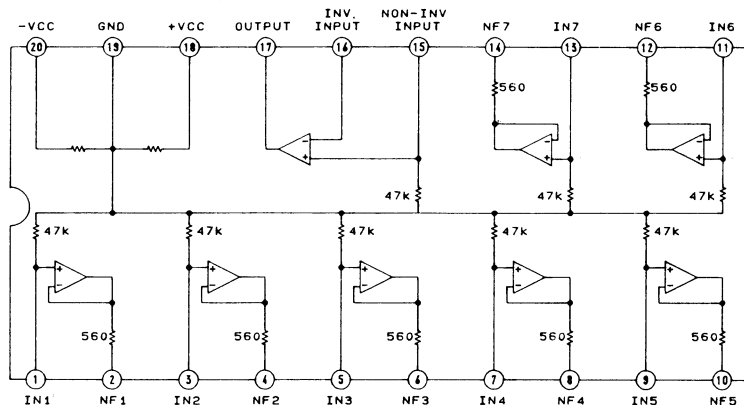 -VCC GND +VCC OUTPUT INV. INPUT NON-INV INPUT NF7 IN7 NF6 IN6
20 19 18 17 16 15 14 13 12 11
560 560
- - -
+ + +
47k 47k 47k
47k 47k 47k 47k 47k
+ + + + +
- - - - -
560 560 560 560 560
1 2 3 4 5 6 7 8 9 10
IN1 NF1 IN2 NF2 IN3 NF3 IN4 NF4 IN5 NF5